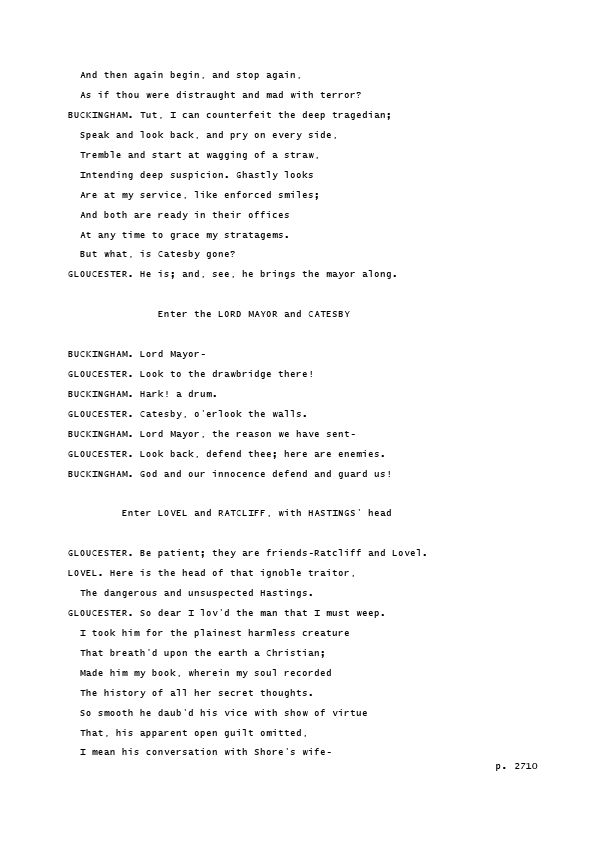 And then again begin, and stop again,
As if thou were distraught and mad with terror?
BUCKINGHAM. Tut, I can counterfeit the deep tragedian;
Speak and look back, and pry on every side,
Tremble and start at wagging of a straw,
Intending deep suspicion. Ghastly looks
Are at my service, like enforced smiles;
And both are ready in their offices
At any time to grace my stratagems.
But what, is Catesby gone?
GLOUCESTER. He is; and, see, he brings the mayor along.
Enter the LORD MAYOR and CATESBY
BUCKINGHAM. Lord Mayor-
GLOUCESTER. Look to the drawbridge there!
BUCKINGHAM. Hark! a drum.
GLOUCESTER. Catesby, o'erlook the walls.
BUCKINGHAM. Lord Mayor, the reason we have sent-
GLOUCESTER. Look back, defend thee; here are enemies.
BUCKINGHAM. God and our innocence defend and guard us!
Enter LOVEL and RATCLIFF, with HASTINGS' head
GLOUCESTER. Be patient; they are friends-Ratcliff and Lovel.
LOVEL. Here is the head of that ignoble traitor,
The dangerous and unsuspected Hastings.
GLOUCESTER. So dear I lov'd the man that I must weep.
I took him for the plainest harmless creature
That breath'd upon the earth a Christian;
Made him my book, wherein my soul recorded
The history of all her secret thoughts.
So smooth he daub'd his vice with show of virtue
That, his apparent open guilt omitted,
I mean his conversation with Shore's wife-
p. 2710